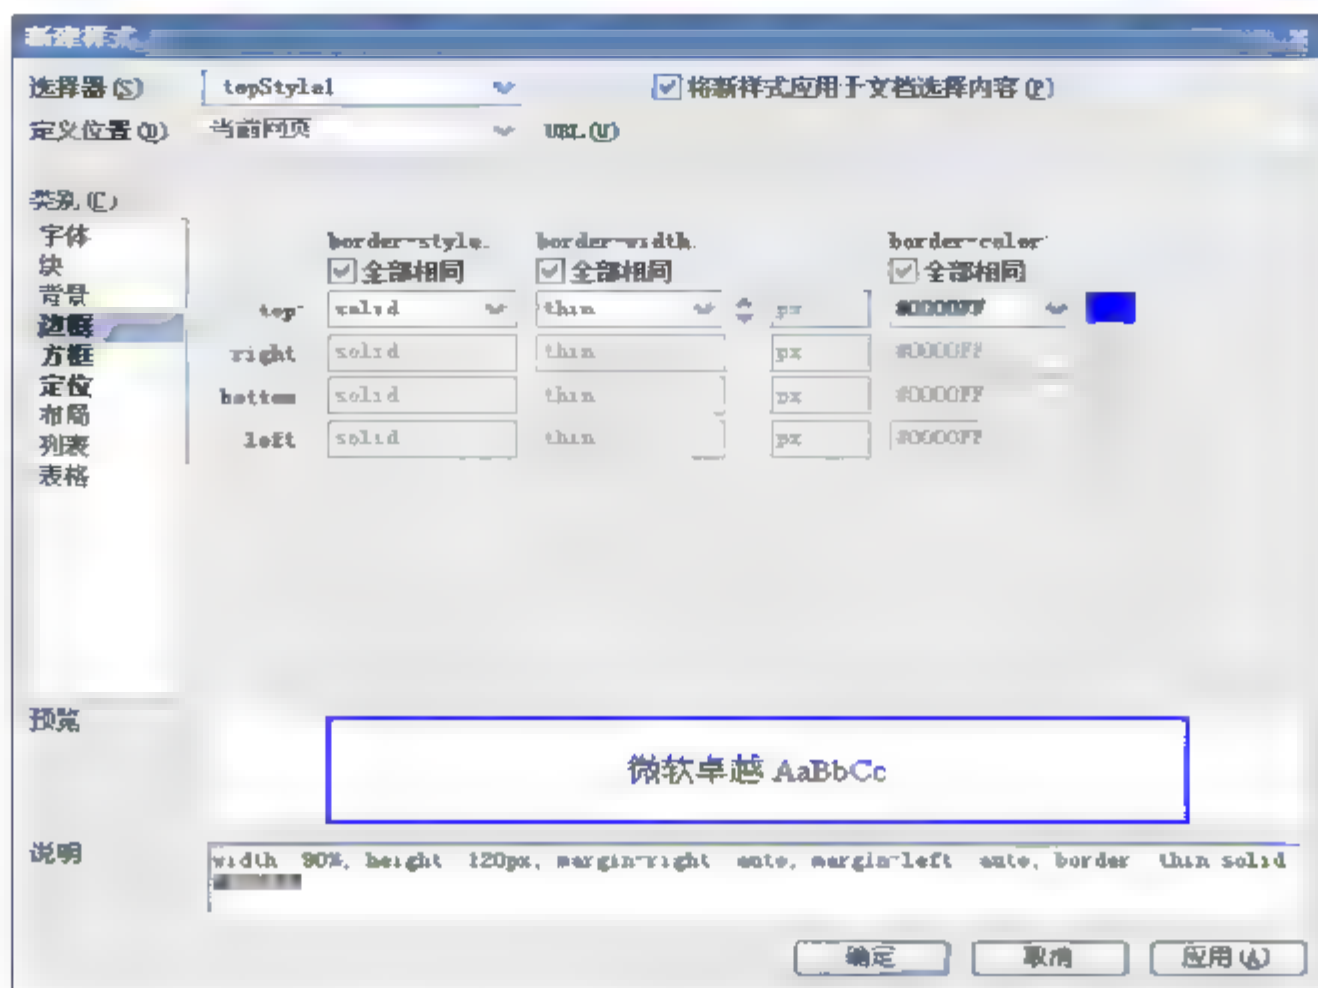 新建样式
选择器(S) topStyle1 将新样式应用于文档选择内容(P)
定义位置(D) 当前网页 URL(U)
类别(C)
字体
块
背景
边框
方框
定位
布局
列表
表格
border-style border-width border-color
全部相同 全部相同 全部相同
top solid thin px #0000FF
right solid thin px #0000FF
bottom solid thin px #0000FF
left solid thin px #0000FF
预览
微软卓越 AaBbCc
说明
width 90%, height 120px, margin-right auto, margin-left auto, border thin solid
确定 取消 应用(A)